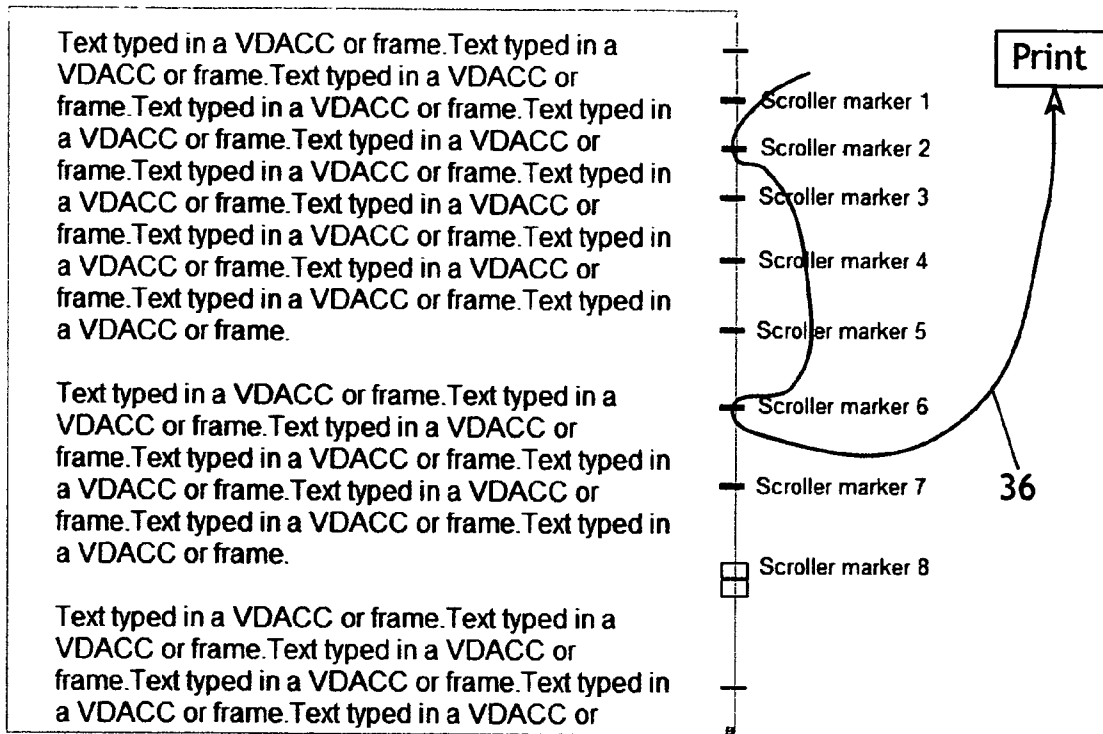 Text typed in a VDACC or frame.Text typed in a
VDACC or frame.Text typed in a VDACC or
frame.Text typed in a VDACC or frame.Text typed in
a VDACC or frame.Text typed in a VDACC or
frame.Text typed in a VDACC or frame.Text typed in
a VDACC or frame.Text typed in a VDACC or
frame.Text typed in a VDACC or frame.Text typed in
a VDACC or frame.Text typed in a VDACC or
frame.Text typed in a VDACC or frame.Text typed in
a VDACC or frame.
Text typed in a VDACC or frame.Text typed in a
VDACC or frame.Text typed in a VDACC or
frame.Text typed in a VDACC or frame.Text typed in
a VDACC or frame.Text typed in a VDACC or
frame.Text typed in a VDACC or frame.Text typed in
a VDACC or frame.
Text typed in a VDACC or frame.Text typed in a
VDACC or frame.Text typed in a VDACC or
frame.Text typed in a VDACC or frame.Text typed in
a VDACC or frame.Text typed in a VDACC or
Scroller marker 1
Scroller marker 2
Scroller marker 3
Scroller marker 4
Scroller marker 5
Scroller marker 6
Scroller marker 7
Scroller marker 8
Print
36